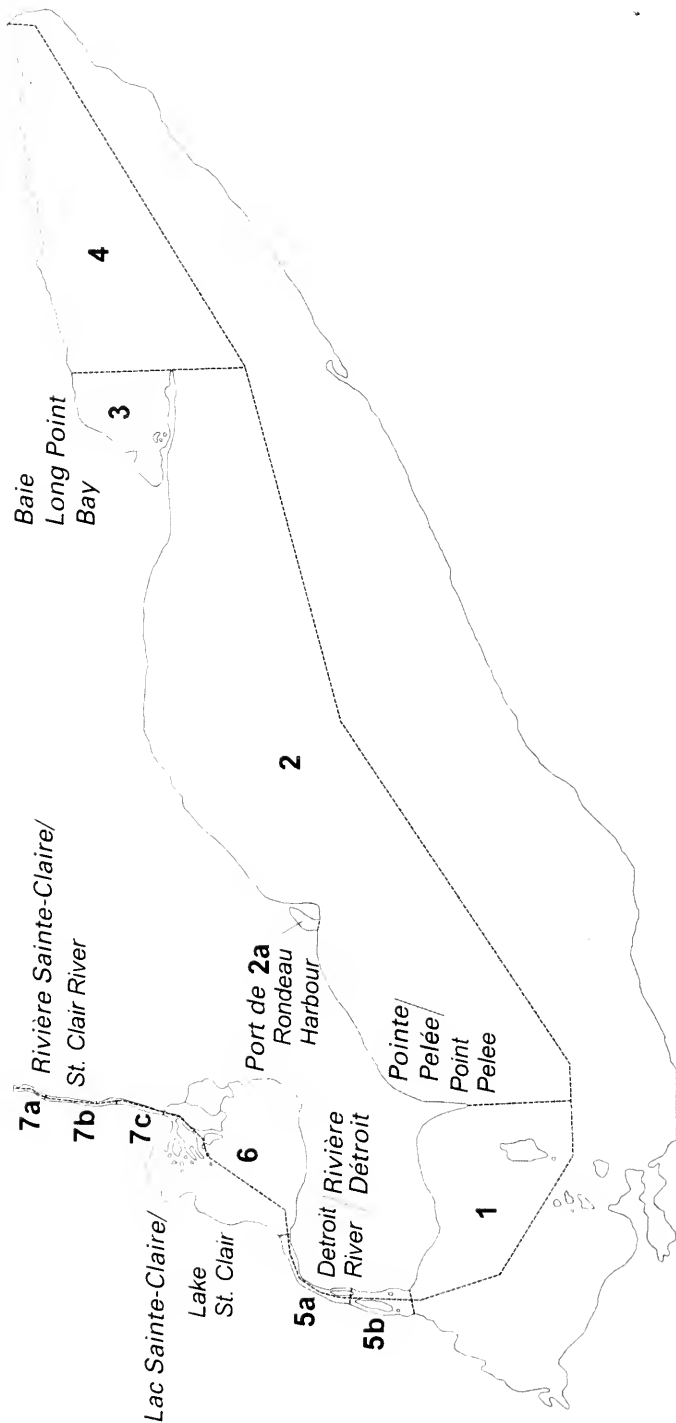 7a
Rivière Sainte-Claire/
St. Clair River
7b
7c
Lac Sainte-Claire/
Lake
St. Clair
6
5a
Detroit / Rivière
River / Détroit
5b
Port de 2a
Rondeau
Harbour
Pointe/
Pelée/
Point
Pelee
1
2
Baie
Long Point
Bay
3
4